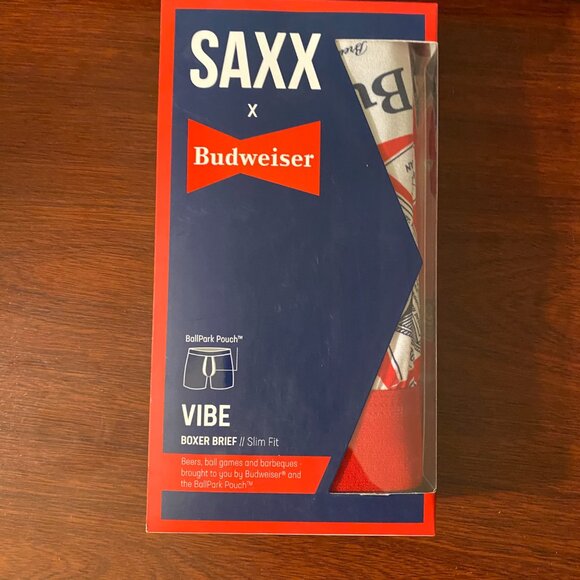 SAXX
X
Budweiser
BallPark Pouch™
VIBE
BOXER BRIEF // Slim Fit
Beers, ball games and barbeques
brought to you by Budweiser® and
the BallPark Pouch™.